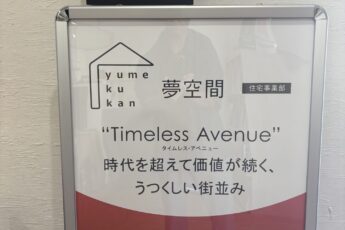 yume
ku
kan
夢空間
住宅事業部
“Timeless Avenue”
タイムレス・アベニュー
時代を超えて価値が続く、
うつくしい街並み